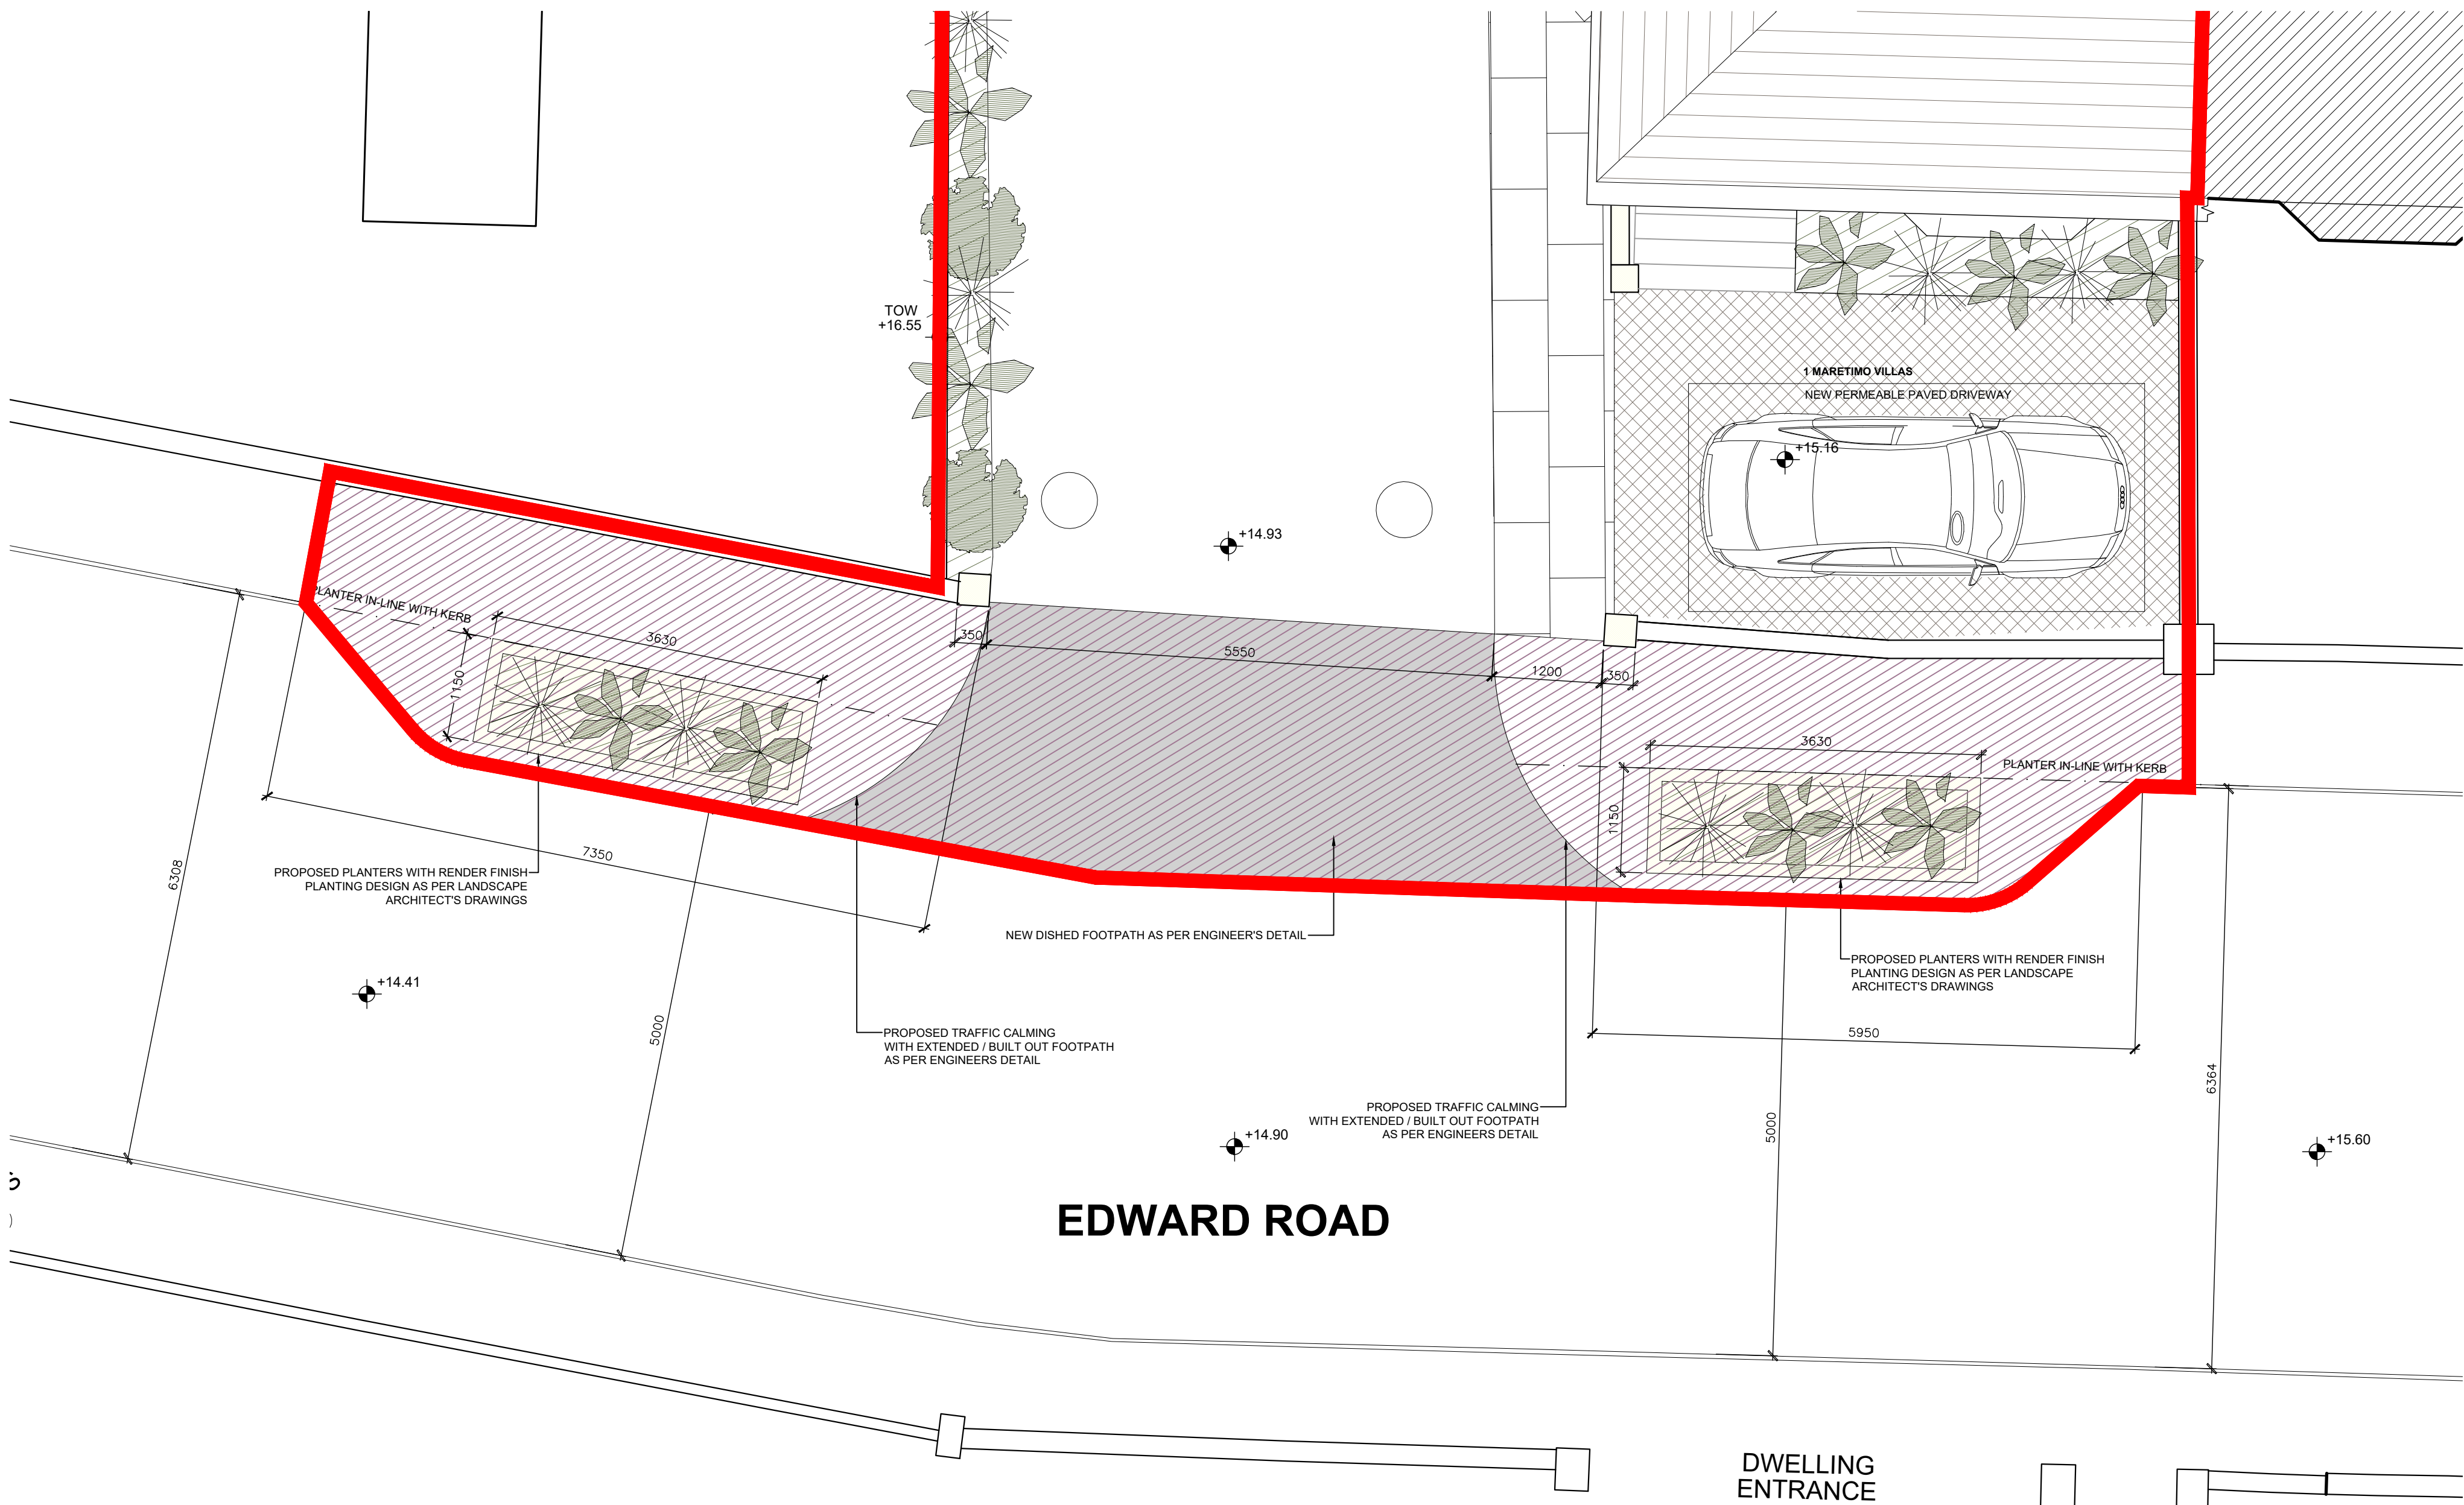 TOW
+16.55
1 MARETIMO VILLAS
NEW PERMEABLE PAVED DRIVEWAY
+15.16
+14.93
PLANTER IN-LINE WITH KERB
3630
1150
350
5550
1200
350
3630
PLANTER IN-LINE WITH KERB
1150
6308
7350
PROPOSED PLANTERS WITH RENDER FINISH
PLANTING DESIGN AS PER LANDSCAPE
ARCHITECT'S DRAWINGS
NEW DISHED FOOTPATH AS PER ENGINEER'S DETAIL
PROPOSED PLANTERS WITH RENDER FINISH
PLANTING DESIGN AS PER LANDSCAPE
ARCHITECT'S DRAWINGS
+14.41
5000
PROPOSED TRAFFIC CALMING
WITH EXTENDED / BUILT OUT FOOTPATH
AS PER ENGINEERS DETAIL
5950
6364
PROPOSED TRAFFIC CALMING
WITH EXTENDED / BUILT OUT FOOTPATH
AS PER ENGINEERS DETAIL
5000
+14.90
+15.60
EDWARD ROAD
DWELLING
ENTRANCE